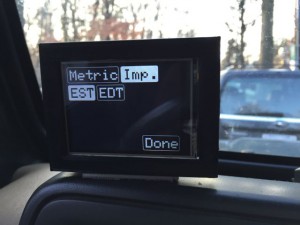 Metric Imp.
EST EDT
Done